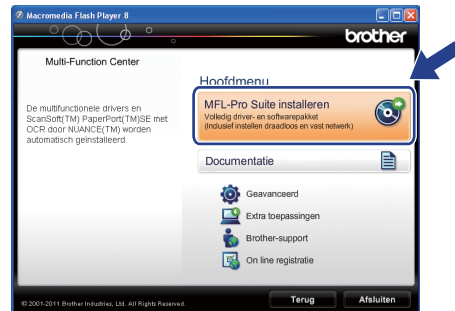 Macromedia Flash Player 8
brother
Multi-Function Center
De multifunctionele drivers en
ScanSoft(TM) PaperPort(TM)SE met
OCR door NUANCE(TM) worden
automatisch geïnstalleerd.
Hoofdmenu
MFL-Pro Suite installeren
Volledig driver- en softwarepakket
(Inclusief instellen draadloos en vast netwerk)
Documentatie
Geavanceerd
Extra toepassingen
Brother-support
On line registratie
© 2001-2011 Brother Industries, Ltd. All Rights Reserved.
Terug
Afsluiten